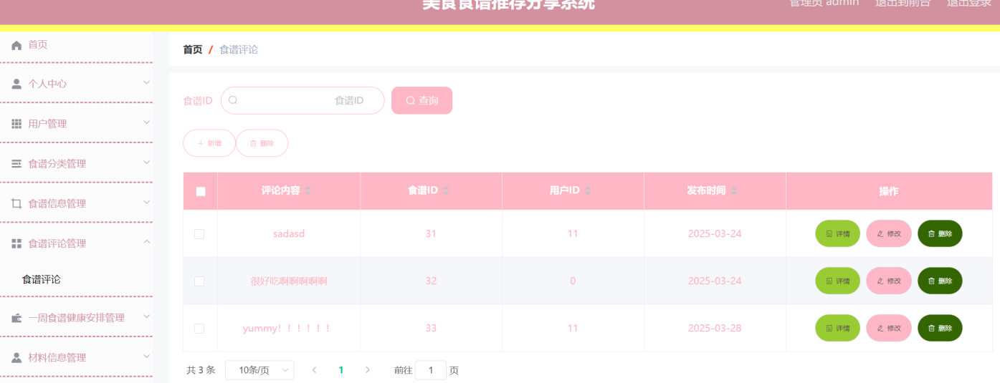 美食食谱推荐分享系统
管理员 admin 退出到前台 退出登录
首页
个人中心
用户管理
食谱分类管理
食谱信息管理
食谱评论管理
食谱评论
一周食谱健康安排管理
材料信息管理
首页 / 食谱评论
食谱ID 食谱ID 查询
新增 删除
评论内容 食谱ID 用户ID 发布时间 操作
sadasd 31 11 2025-03-24 详情 修改 删除
很好吃啊啊啊啊啊 32 0 2025-03-24 详情 修改 删除
yummy！！！！！！ 33 11 2025-03-28 详情 修改 删除
共 3 条 10条/页 1 前往 1 页